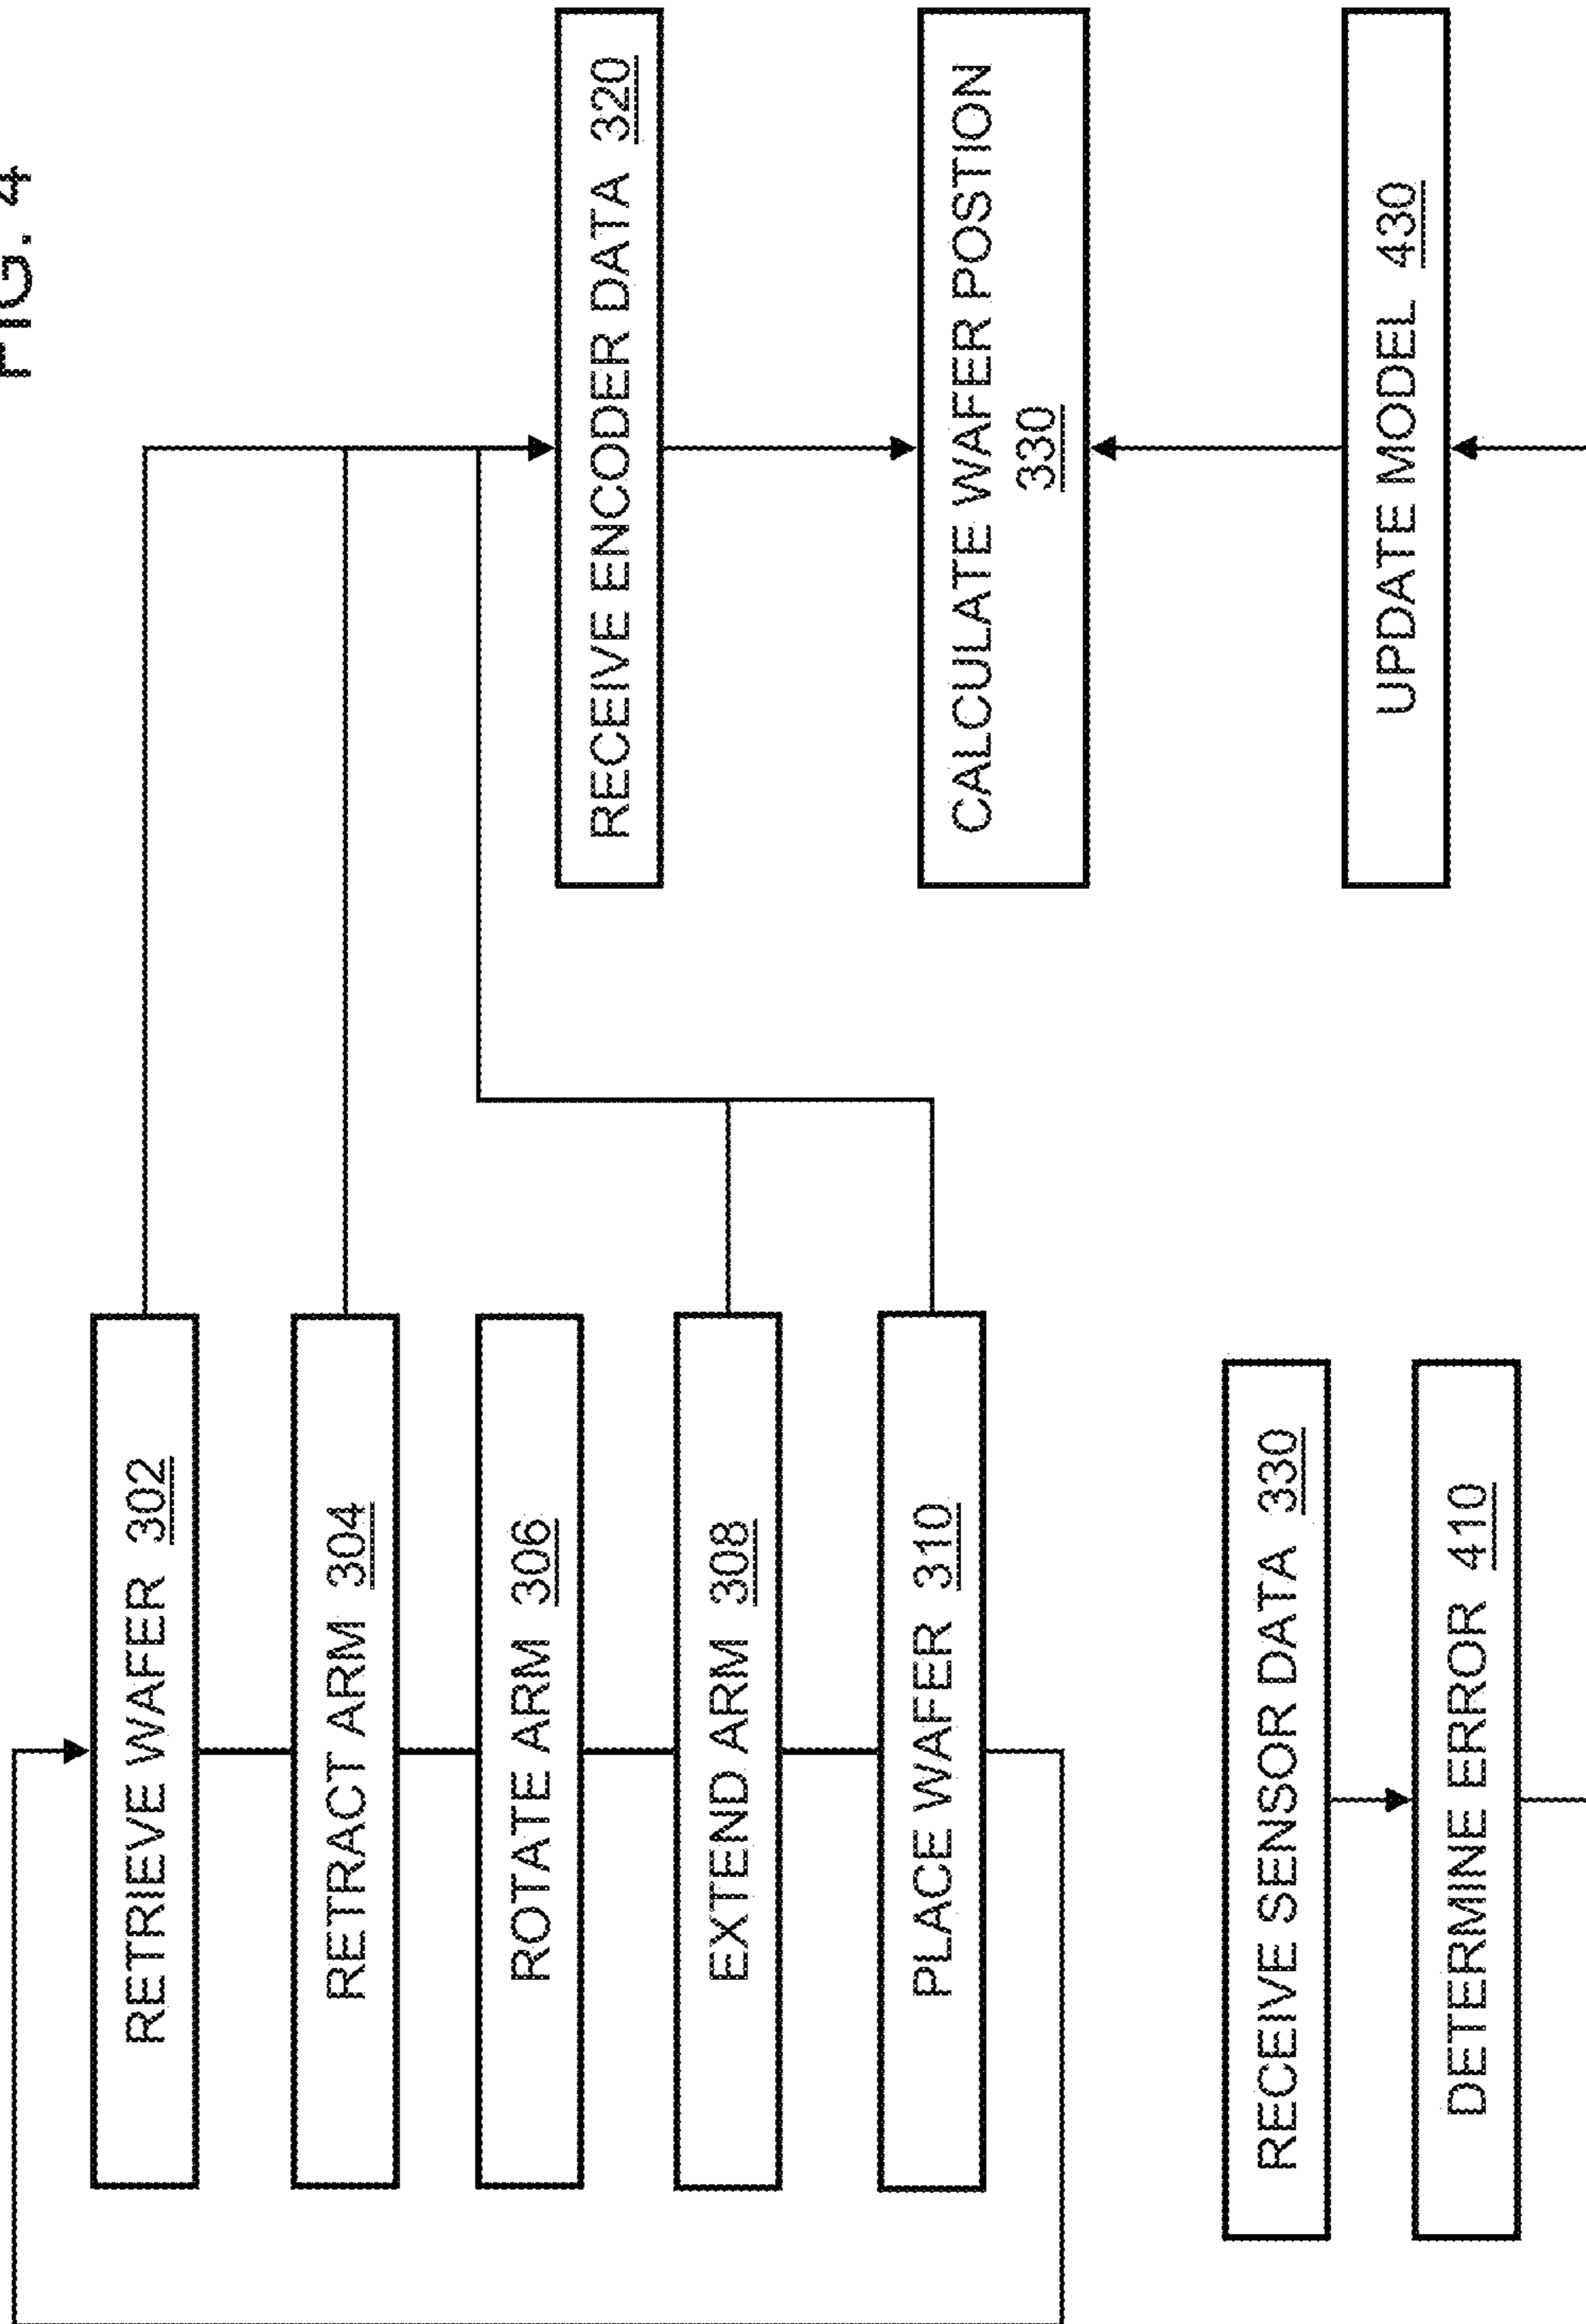 FIG. 4
RETRIEVE WAFER 302
RETRACT ARM 304
ROTATE ARM 306
EXTEND ARM 308
PLACE WAFER 310
RECEIVE SENSOR DATA 330
DETERMINE ERROR 410
RECEIVE ENCODER DATA 320
CALCULATE WAFER POSTION
330
UPDATE MODEL 430